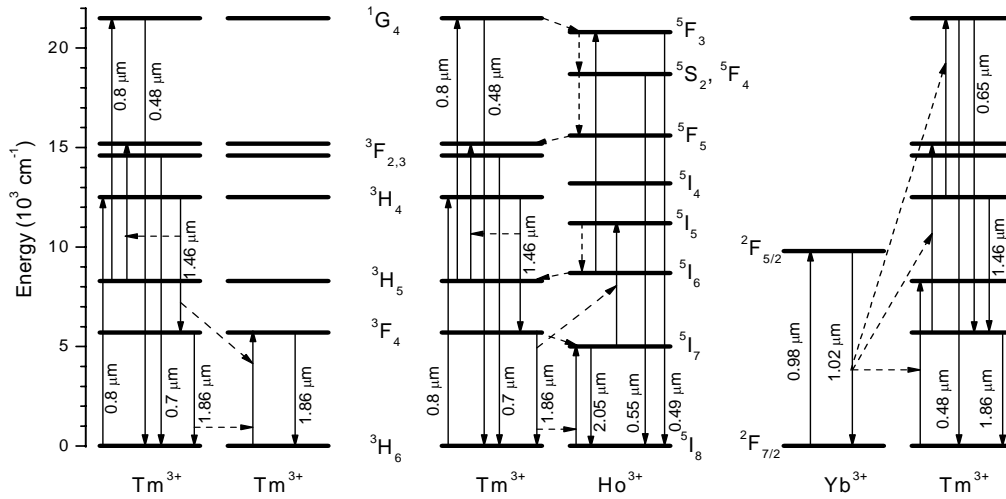 Energy (10³ cm⁻¹)
20
15
10
5
0
0.8 μm
0.48 μm
1.46 μm
0.8 μm
0.7 μm
1.86 μm
Tm³⁺
Tm³⁺
¹G₄
³F₂,₃
³H₄
³H₅
³F₄
³H₆
0.8 μm
0.48 μm
1.46 μm
0.8 μm
0.7 μm
1.86 μm
2.05 μm
0.55 μm
0.49 μm
⁵F₃
⁵S₂, ⁵F₄
⁵F₅
⁵I₄
⁵I₅
⁵I₆
⁵I₇
⁵I₈
Tm³⁺
Ho³⁺
²F₅/₂
²F₇/₂
0.98 μm
1.02 μm
0.65 μm
1.46 μm
0.48 μm
1.86 μm
Yb³⁺
Tm³⁺